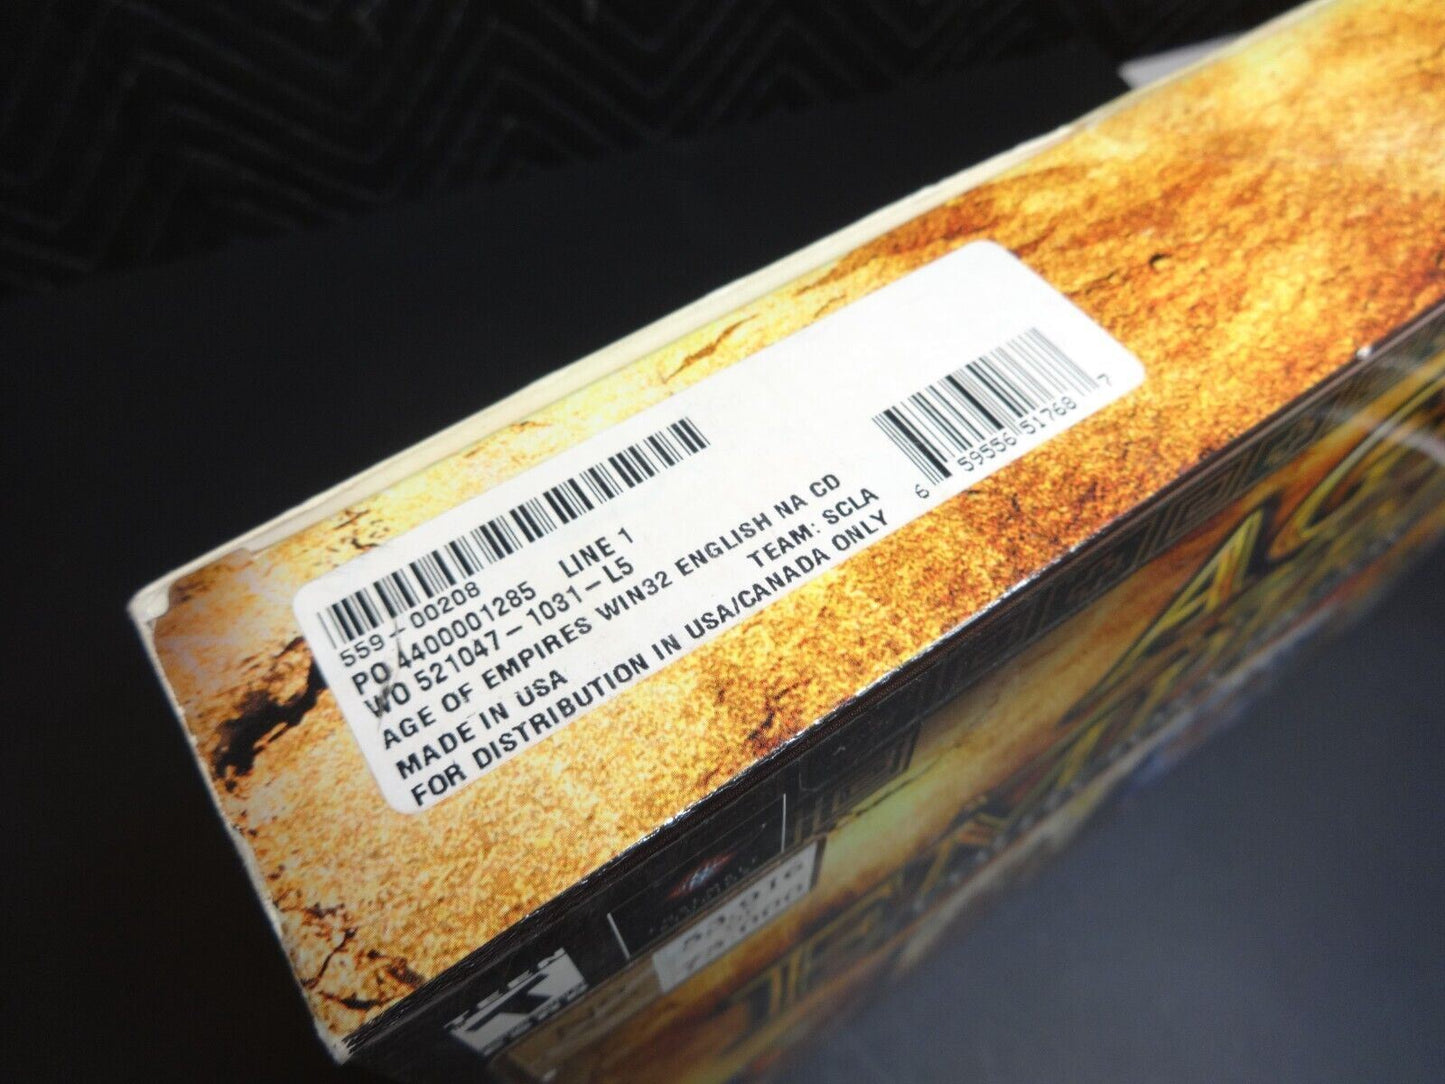 559-00208
PO 4400001285 LINE 1
WO 521047-1031-L5
AGE OF EMPIRES WIN32 ENGLISH NA CD
MADE IN USA TEAM: SCLA
FOR DISTRIBUTION IN USA/CANADA ONLY
6 59556 51768 7
TEEN